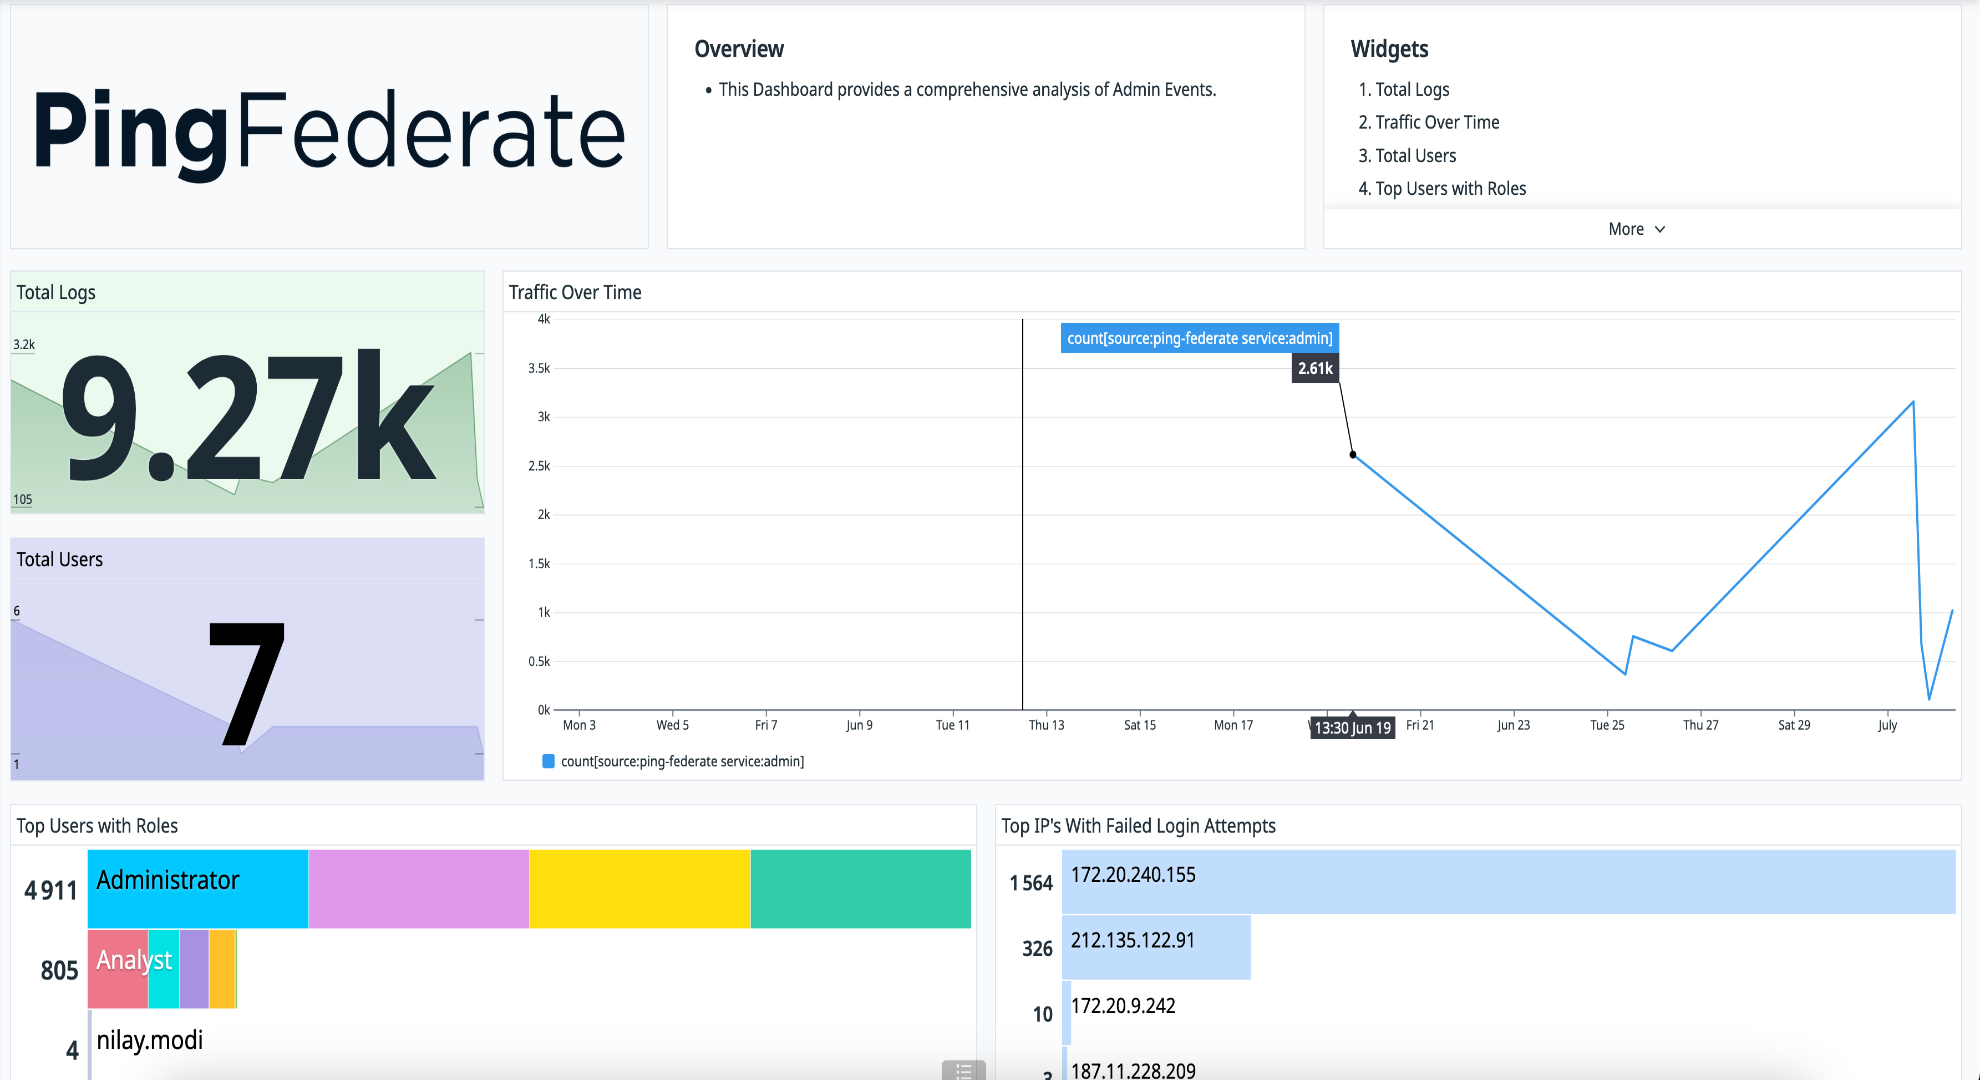 PingFederate
Overview
• This Dashboard provides a comprehensive analysis of Admin Events.
Widgets
1. Total Logs
2. Traffic Over Time
3. Total Users
4. Top Users with Roles
More
Total Logs
3.2k
9.27k
105
Total Users
6
7
1
Traffic Over Time
4k
3.5k
3k
2.5k
2k
1.5k
1k
0.5k
0k
count[source:ping-federate service:admin]
2.61k
Mon 3 Wed 5 Fri 7 Jun 9 Tue 11 Thu 13 Sat 15 Mon 17 13:30 Jun 19 Fri 21 Jun 23 Tue 25 Thu 27 Sat 29 July
count[source:ping-federate service:admin]
Top Users with Roles
4 911 Administrator
805 Analyst
4 nilay.modi
Top IP's With Failed Login Attempts
1 564 172.20.240.155
326 212.135.122.91
10 172.20.9.242
187.11.228.209